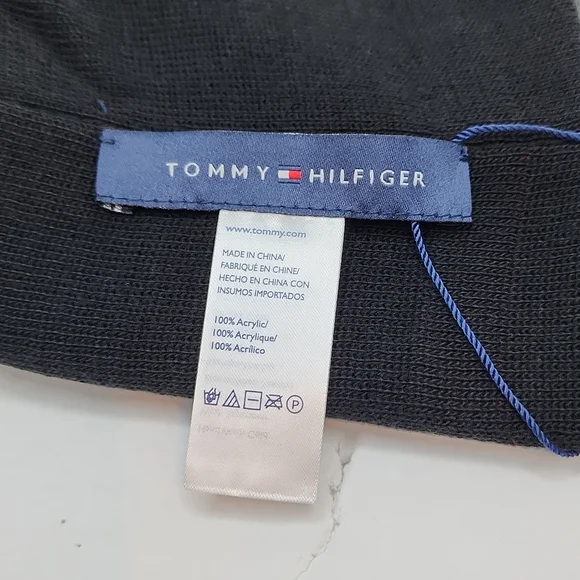 TOMMY HILFIGER
www.tommy.com
MADE IN CHINA/
FABRIQUÉ EN CHINE/
HECHO EN CHINA CON
INSUMOS IMPORTADOS
100% Acrylic/
100% Acrylique/
100% Acrílico
P